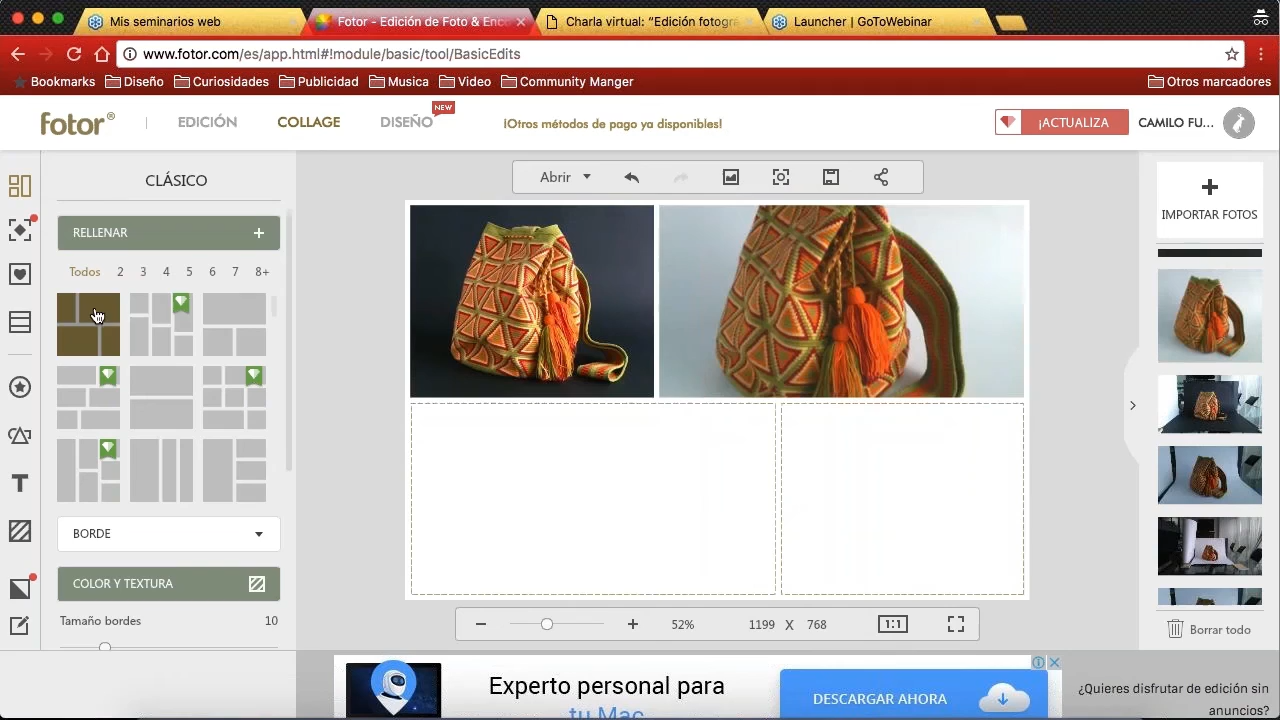 Mis seminarios web
Fotor - Edición de Foto & Enco
Charla virtual: “Edición fotogr
Launcher | GoToWebinar
www.fotor.com/es/app.html#!module/basic/tool/BasicEdits
Bookmarks
Diseño
Curiosidades
Publicidad
Musica
Video
Community Manger
Otros marcadores
fotor®
EDICIÓN
COLLAGE
DISEÑO
NEW
¡Otros métodos de pago ya disponibles!
¡ACTUALIZA
CAMILO FU...
CLÁSICO
RELLENAR +
Todos 2 3 4 5 6 7 8+
BORDE
COLOR Y TEXTURA
Tamaño bordes 10
Abrir
IMPORTAR FOTOS
Borrar todo
52%
1199 X 768
1:1
Experto personal para
tu Mac
DESCARGAR AHORA
¿Quieres disfrutar de edición sin
anuncios?